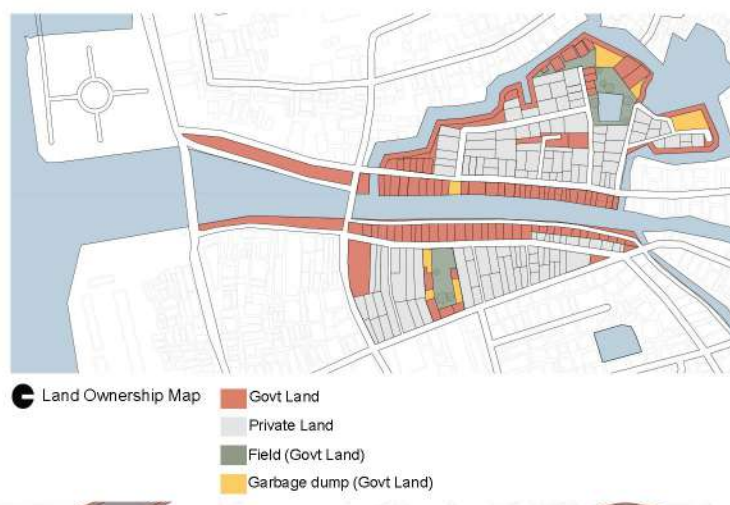 Land Ownership Map
Govt Land
Private Land
Field (Govt Land)
Garbage dump (Govt Land)